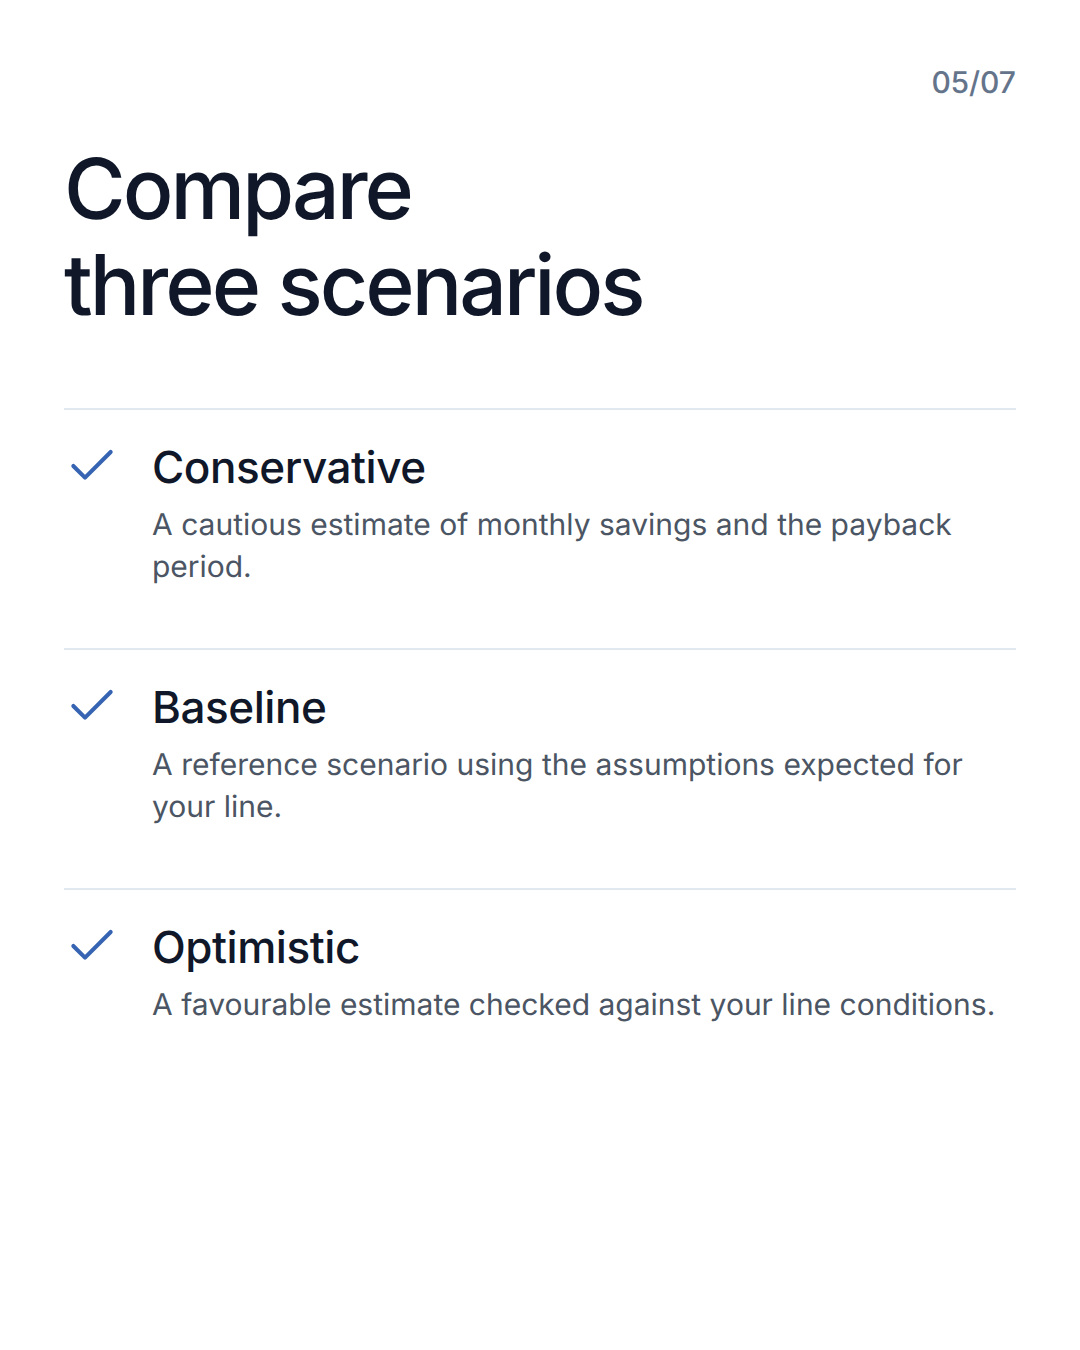 05/07
Compare
three scenarios
Conservative
A cautious estimate of monthly savings and the payback
period.
Baseline
A reference scenario using the assumptions expected for
your line.
Optimistic
A favourable estimate checked against your line conditions.